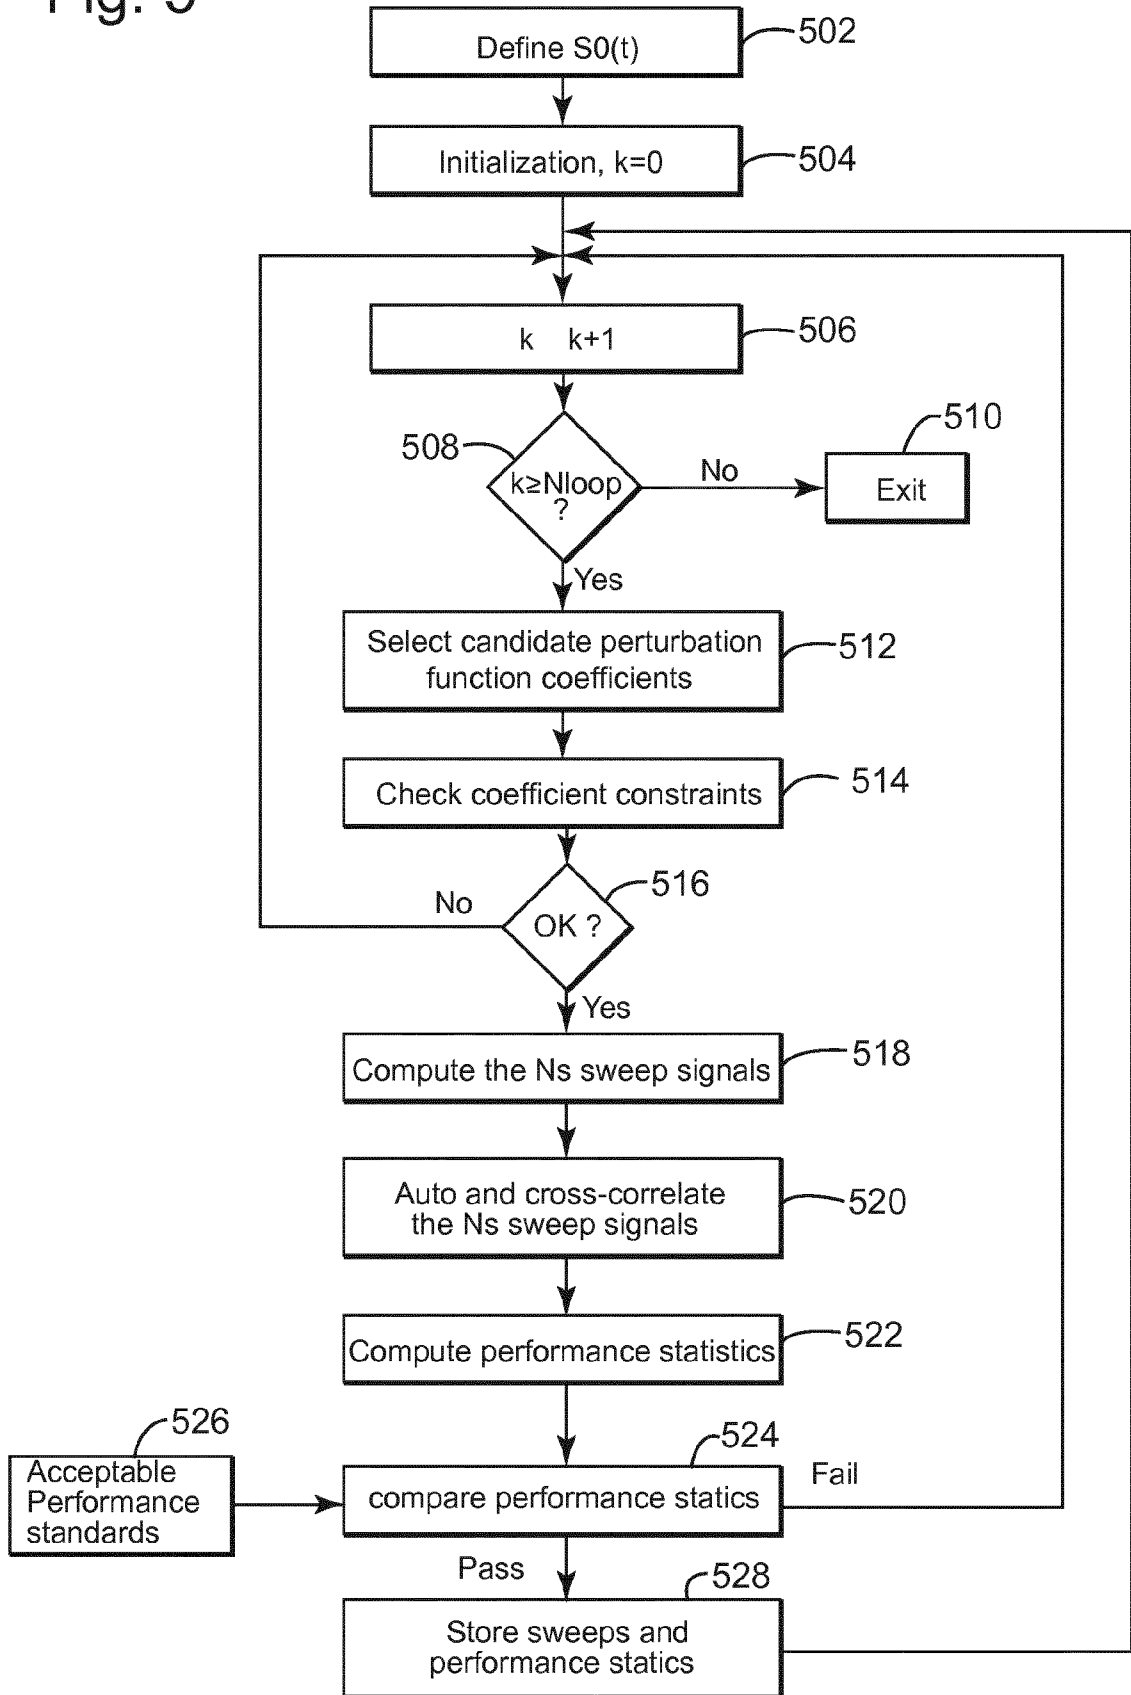 Fig. 5
Define S0(t)
502
Initialization, k=0
504
k k+1
506
508
k≥Nloop
?
No
510
Exit
Yes
Select candidate perturbation
function coefficients
512
Check coefficient constraints
514
516
No
OK ?
Yes
Compute the Ns sweep signals
518
Auto and cross-correlate
the Ns sweep signals
520
Compute performance statistics
522
526
Acceptable
Performance
standards
524
compare performance statics
Fail
Pass
528
Store sweeps and
performance statics